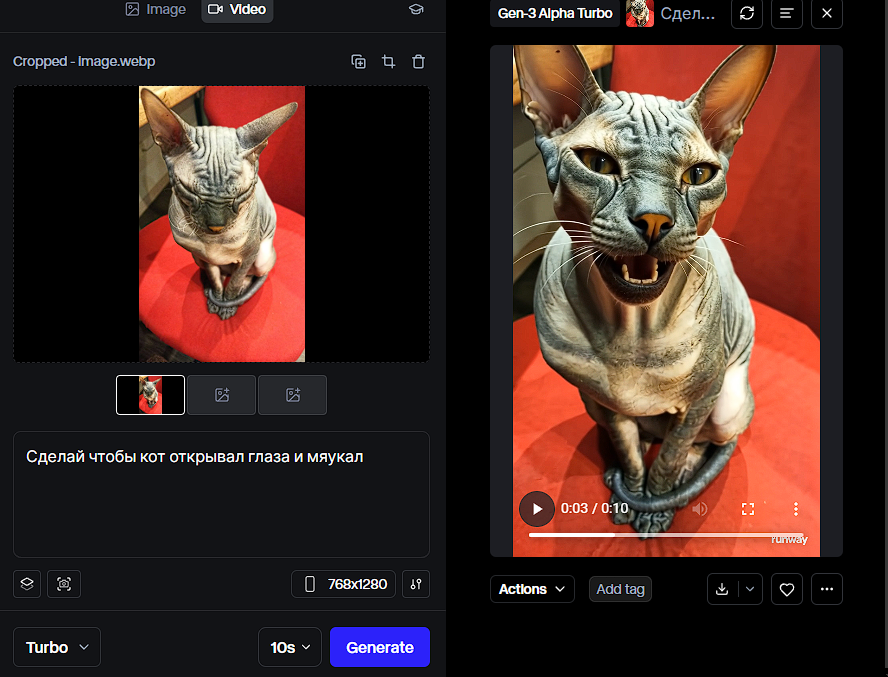 Image
Video
Cropped - Image.webp
Сделай чтобы кот открывал глаза и мяукал
768x1280
Turbo
10s
Generate
Gen-3 Alpha Turbo
Сдел...
0:03 / 0:10
runway
Actions
Add tag